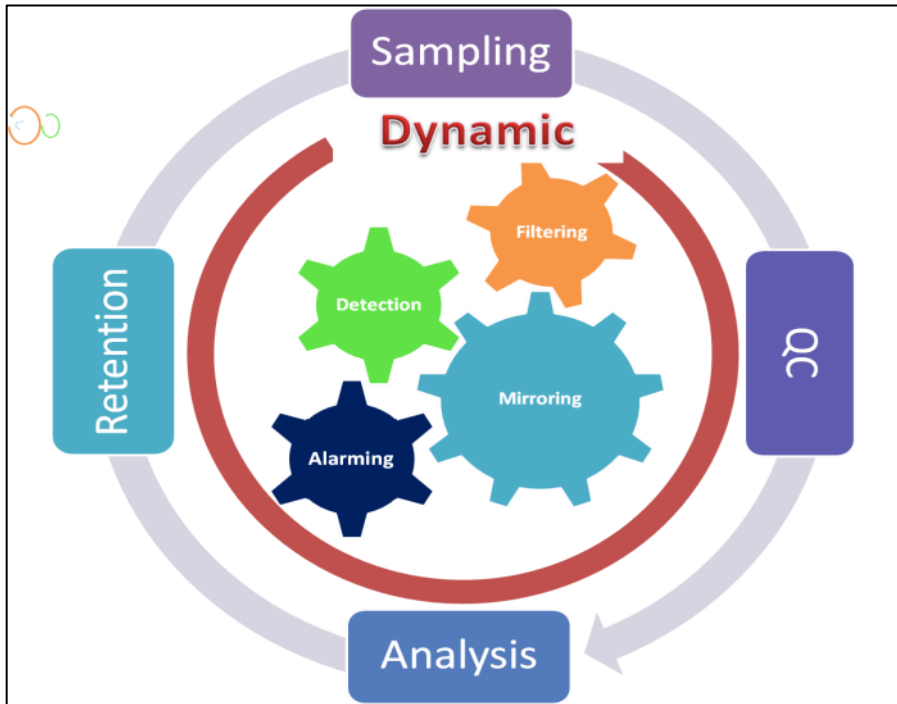 Sampling
Dynamic
Filtering
Detection
Retention
QC
Mirroring
Alarming
Analysis